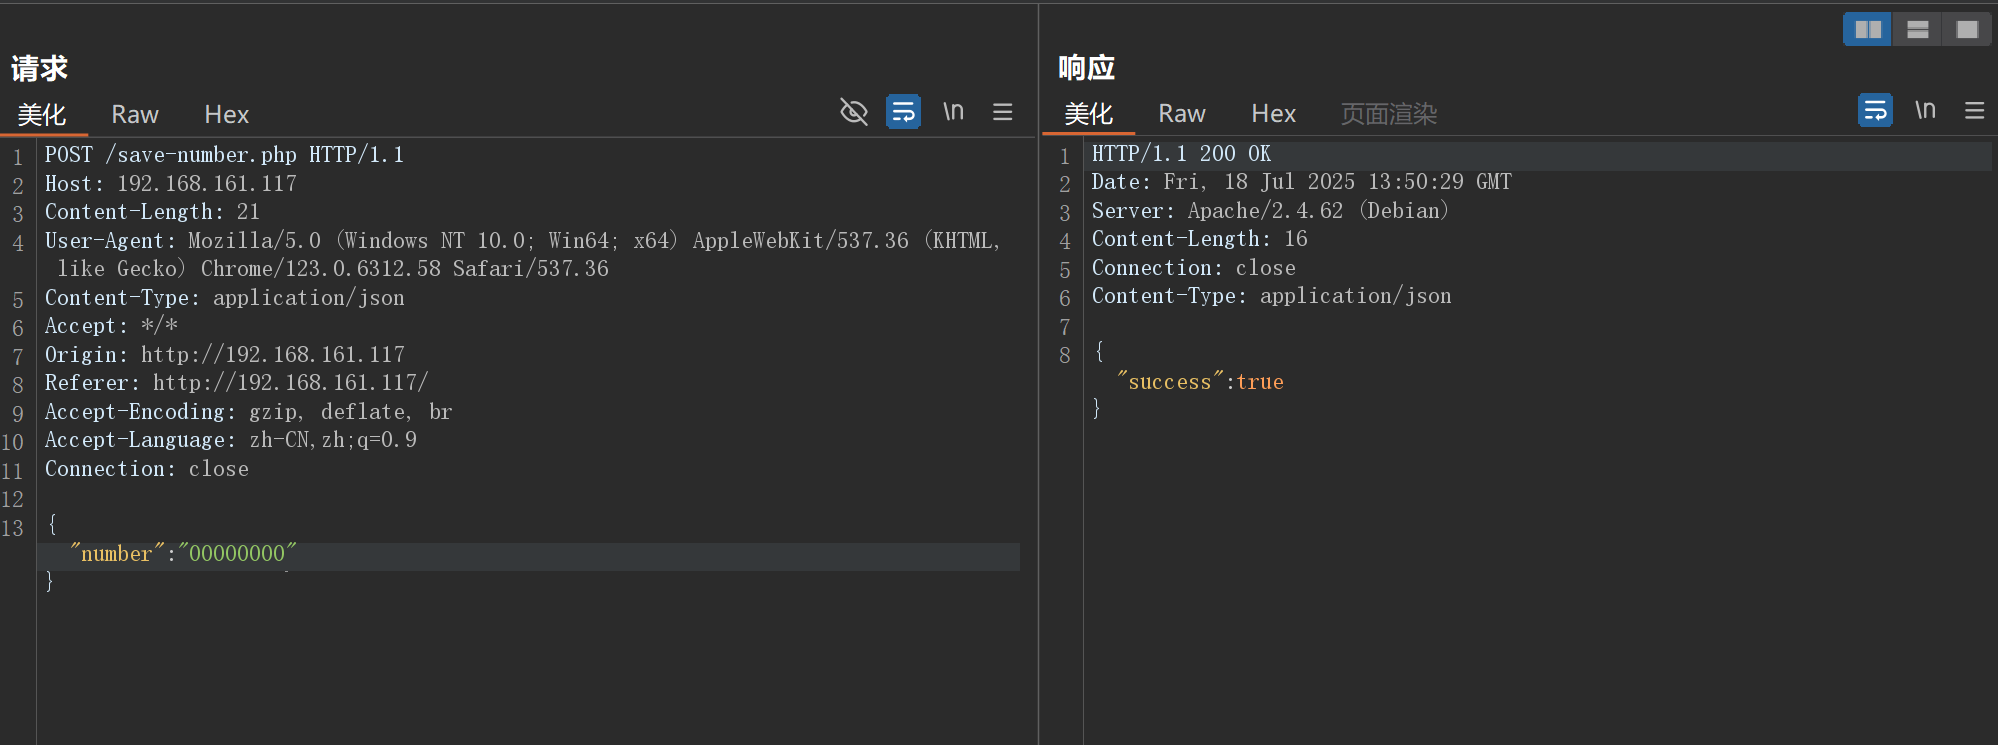 请求
美化 Raw Hex \n
1 POST /save-number.php HTTP/1.1
2 Host: 192.168.161.117
3 Content-Length: 21
4 User-Agent: Mozilla/5.0 (Windows NT 10.0; Win64; x64) AppleWebKit/537.36 (KHTML,
like Gecko) Chrome/123.0.6312.58 Safari/537.36
5 Content-Type: application/json
6 Accept: */*
7 Origin: http://192.168.161.117
8 Referer: http://192.168.161.117/
9 Accept-Encoding: gzip, deflate, br
10 Accept-Language: zh-CN,zh;q=0.9
11 Connection: close
12
13 {
"number":"00000000"
}
响应
美化 Raw Hex 页面渲染 \n
1 HTTP/1.1 200 OK
2 Date: Fri, 18 Jul 2025 13:50:29 GMT
3 Server: Apache/2.4.62 (Debian)
4 Content-Length: 16
5 Connection: close
6 Content-Type: application/json
7
8 {
"success":true
}